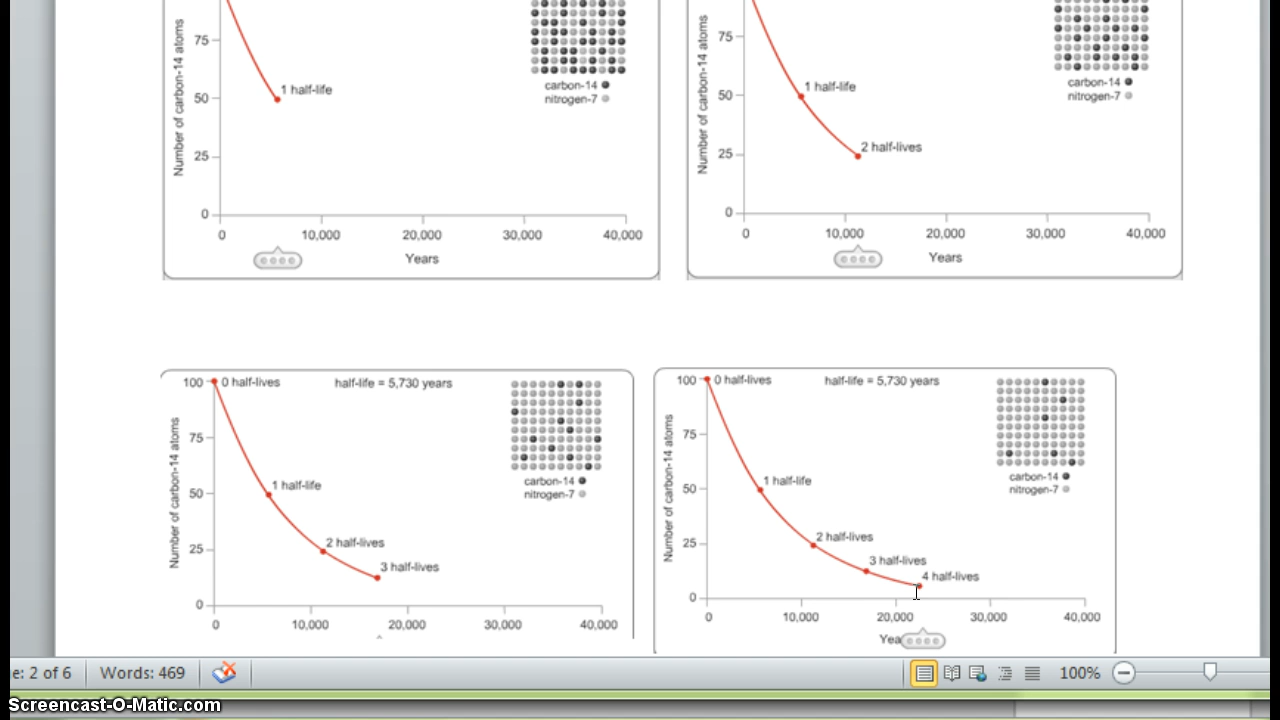 Number of carbon-14 atoms
75
50
25
0
1 half-life
carbon-14
nitrogen-7
0 10,000 20,000 30,000 40,000
Years
Number of carbon-14 atoms
75
50
25
0
1 half-life
2 half-lives
carbon-14
nitrogen-7
0 10,000 20,000 30,000 40,000
Years
Number of carbon-14 atoms
100
75
50
25
0
0 half-lives
half-life = 5,730 years
1 half-life
2 half-lives
3 half-lives
carbon-14
nitrogen-7
0 10,000 20,000 30,000 40,000
Number of carbon-14 atoms
100
75
50
25
0
0 half-lives
half-life = 5,730 years
1 half-life
2 half-lives
3 half-lives
4 half-lives
carbon-14
nitrogen-7
0 10,000 20,000 30,000 40,000
Yea
e: 2 of 6
Words: 469
100%
Screencast-O-Matic.com